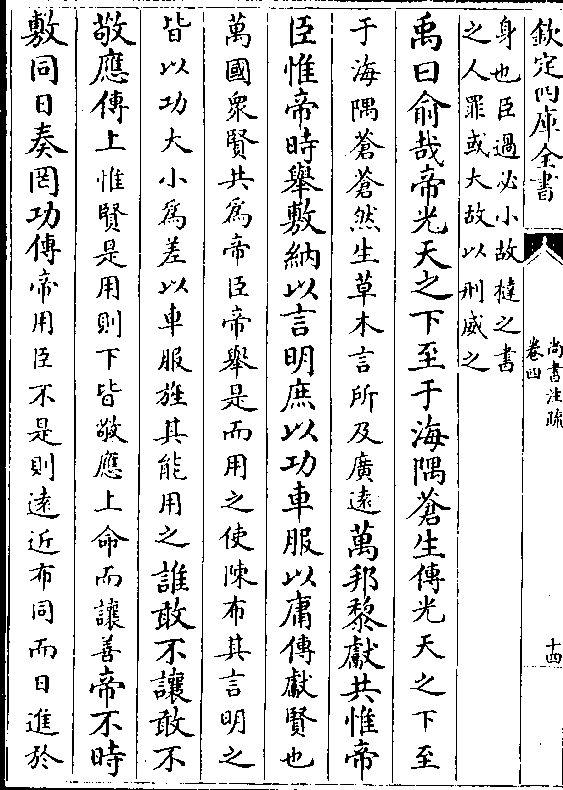 欽定四庫全書
尚書注疏
卷四
十四
身也臣過必小故撻之書
之人罪或大故以刑威之
禹曰俞哉帝光天之下至于海隅蒼生傳光天之下至
于海隅蒼蒼然生草木言所及廣遠萬邦黎獻共惟帝
臣惟帝時舉敷納以言明庶以功車服以庸傳獻賢也
萬國衆賢共為帝臣帝舉是而用之使陳布其言明之
皆以功大小為差以車服旌其能用之誰敢不讓敢不
敬應傳上惟賢是用則下皆敬應上命而讓善帝不時
敷同日奏罔功傳帝用臣不是則遠近布同而日進於